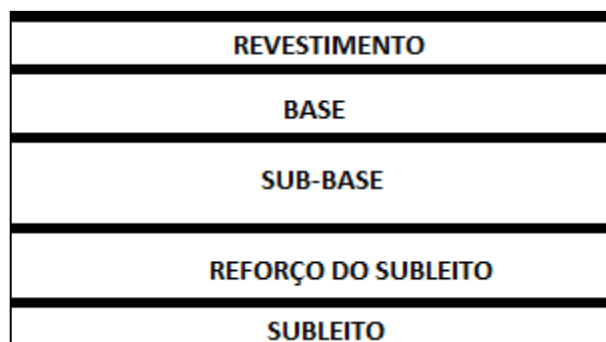 REVESTIMENTO
BASE
SUB-BASE
REFORÇO DO SUBLEITO
SUBLEITO